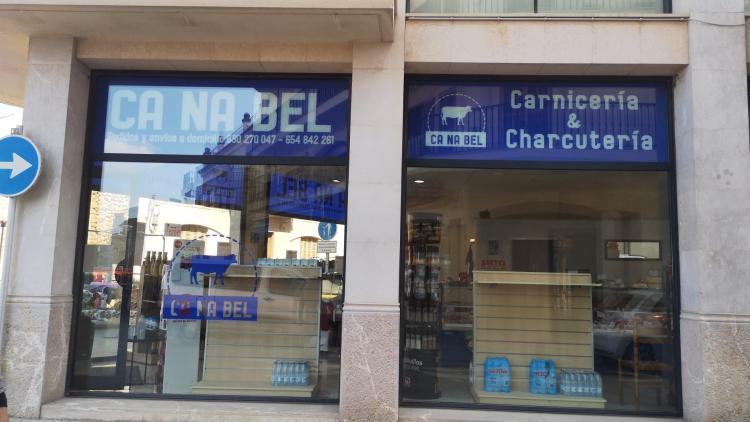 CA NA BEL
Pedidos y envíos a domicilio 680 270 047 - 654 842 261
CA NA BEL
Carnicería
&
Charcutería
CA NA BEL